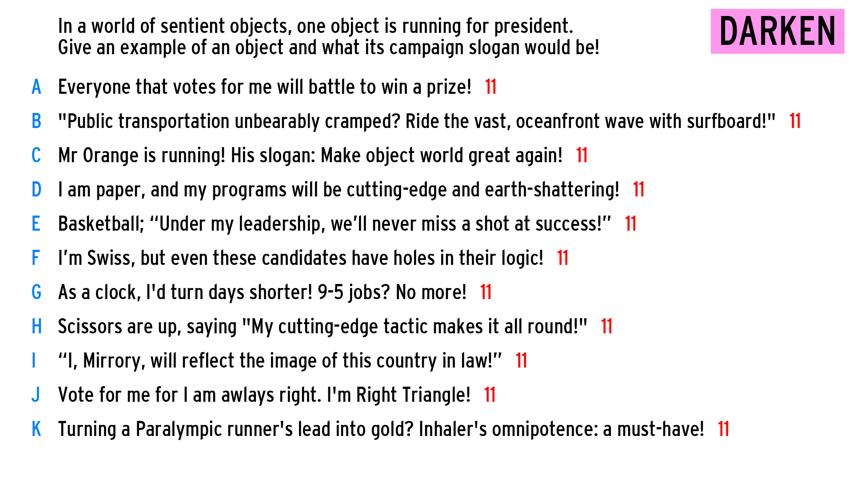 In a world of sentient objects, one object is running for president.
Give an example of an object and what its campaign slogan would be!
DARKEN
A Everyone that votes for me will battle to win a prize! 11
B "Public transportation unbearably cramped? Ride the vast, oceanfront wave with surfboard!" 11
C Mr Orange is running! His slogan: Make object world great again! 11
D I am paper, and my programs will be cutting-edge and earth-shattering! 11
E Basketball; “Under my leadership, we’ll never miss a shot at success!” 11
F I’m Swiss, but even these candidates have holes in their logic! 11
G As a clock, I'd turn days shorter! 9-5 jobs? No more! 11
H Scissors are up, saying "My cutting-edge tactic makes it all round!" 11
I “I, Mirrory, will reflect the image of this country in law!” 11
J Vote for me for I am awlays right. I'm Right Triangle! 11
K Turning a Paralympic runner's lead into gold? Inhaler's omnipotence: a must-have! 11